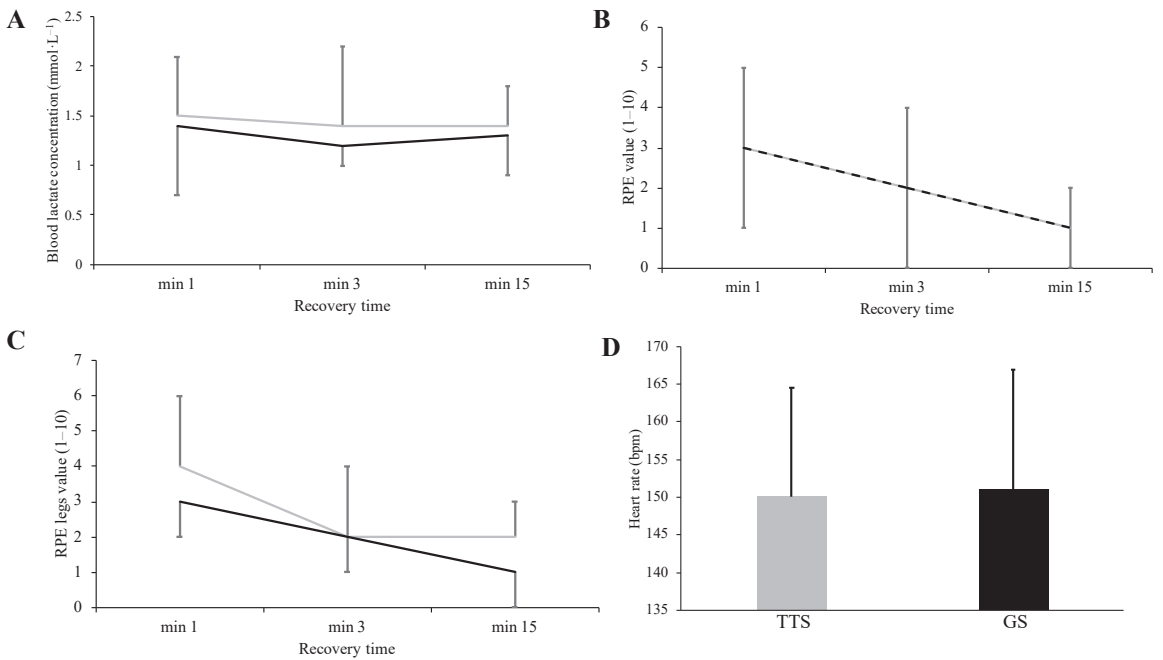 A
Blood lactate concentration (mmol·L⁻¹)
2.5
2
1.5
1
0.5
0
min 1 min 3 min 15
Recovery time
B
RPE value (1–10)
6
5
4
3
2
1
0
min 1 min 3 min 15
Recovery time
C
RPE legs value (1–10)
7
6
5
4
3
2
1
0
min 1 min 3 min 15
Recovery time
D
Heart rate (bpm)
170
165
160
155
150
145
140
135
TTS GS